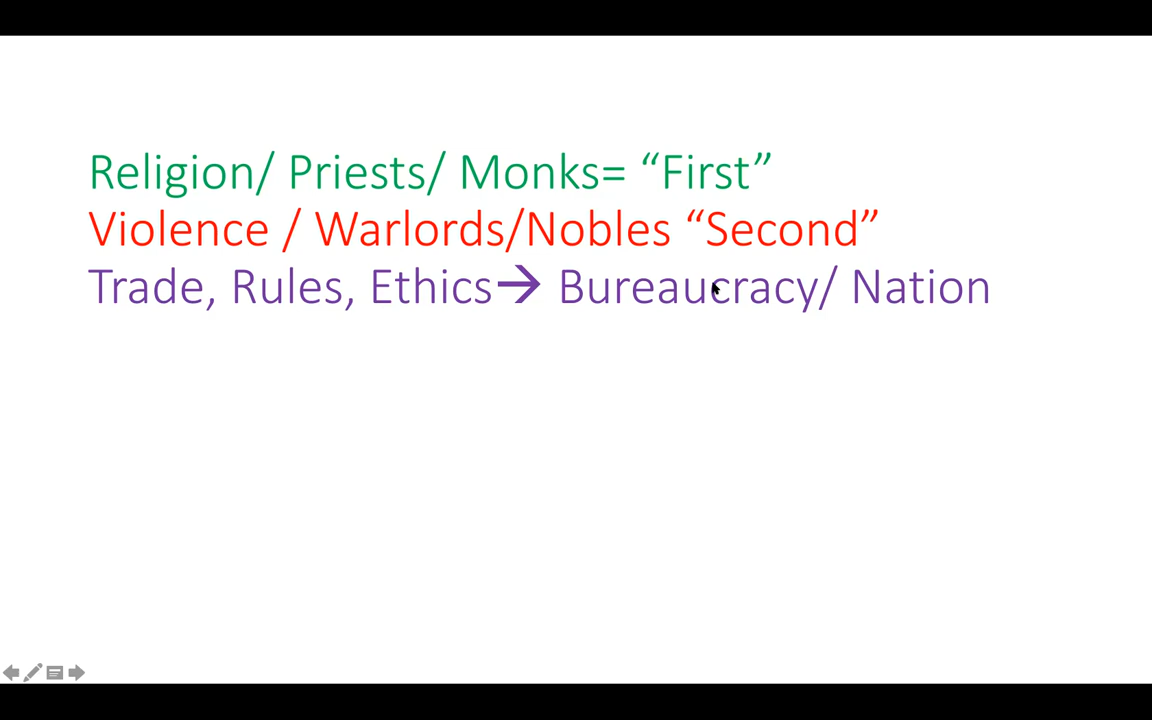 Religion/ Priests/ Monks= “First”
Violence / Warlords/Nobles “Second”
Trade, Rules, Ethics→ Bureaucracy/ Nation